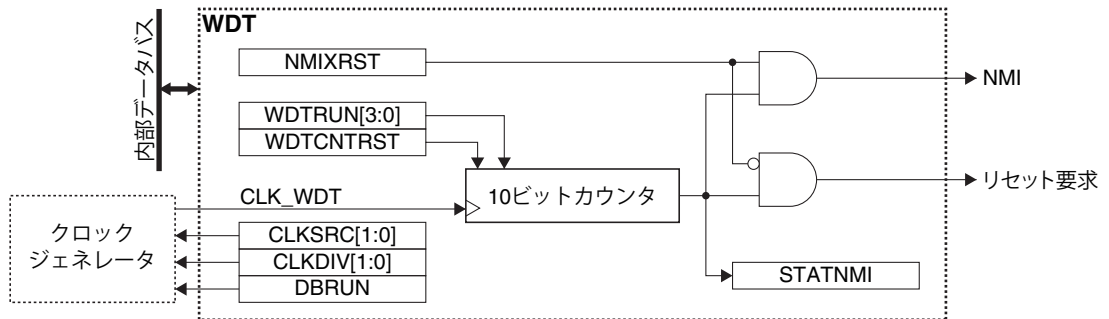 内部データバス
WDT
NMIXRST
NMI
WDTRUN[3:0]
WDTCNTRST
10ビットカウンタ
リセット要求
CLK_WDT
クロック
ジェネレータ
CLKSRC[1:0]
CLKDIV[1:0]
DBRUN
STATNMI